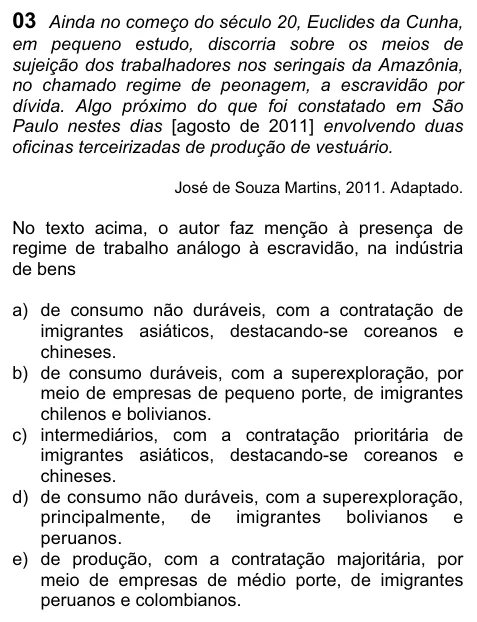 03 Ainda no começo do século 20, Euclides da Cunha,
em pequeno estudo, discorria sobre os meios de
sujeição dos trabalhadores nos seringais da Amazônia,
no chamado regime de peonagem, a escravidão por
dívida. Algo próximo do que foi constatado em São
Paulo nestes dias [agosto de 2011] envolvendo duas
oficinas terceirizadas de produção de vestuário.
José de Souza Martins, 2011. Adaptado.
No texto acima, o autor faz menção à presença de
regime de trabalho análogo à escravidão, na indústria
de bens
a) de consumo não duráveis, com a contratação de
imigrantes asiáticos, destacando-se coreanos e
chineses.
b) de consumo duráveis, com a superexploração, por
meio de empresas de pequeno porte, de imigrantes
chilenos e bolivianos.
c) intermediários, com a contratação prioritária de
imigrantes asiáticos, destacando-se coreanos e
chineses.
d) de consumo não duráveis, com a superexploração,
principalmente, de imigrantes bolivianos e
peruanos.
e) de produção, com a contratação majoritária, por
meio de empresas de médio porte, de imigrantes
peruanos e colombianos.